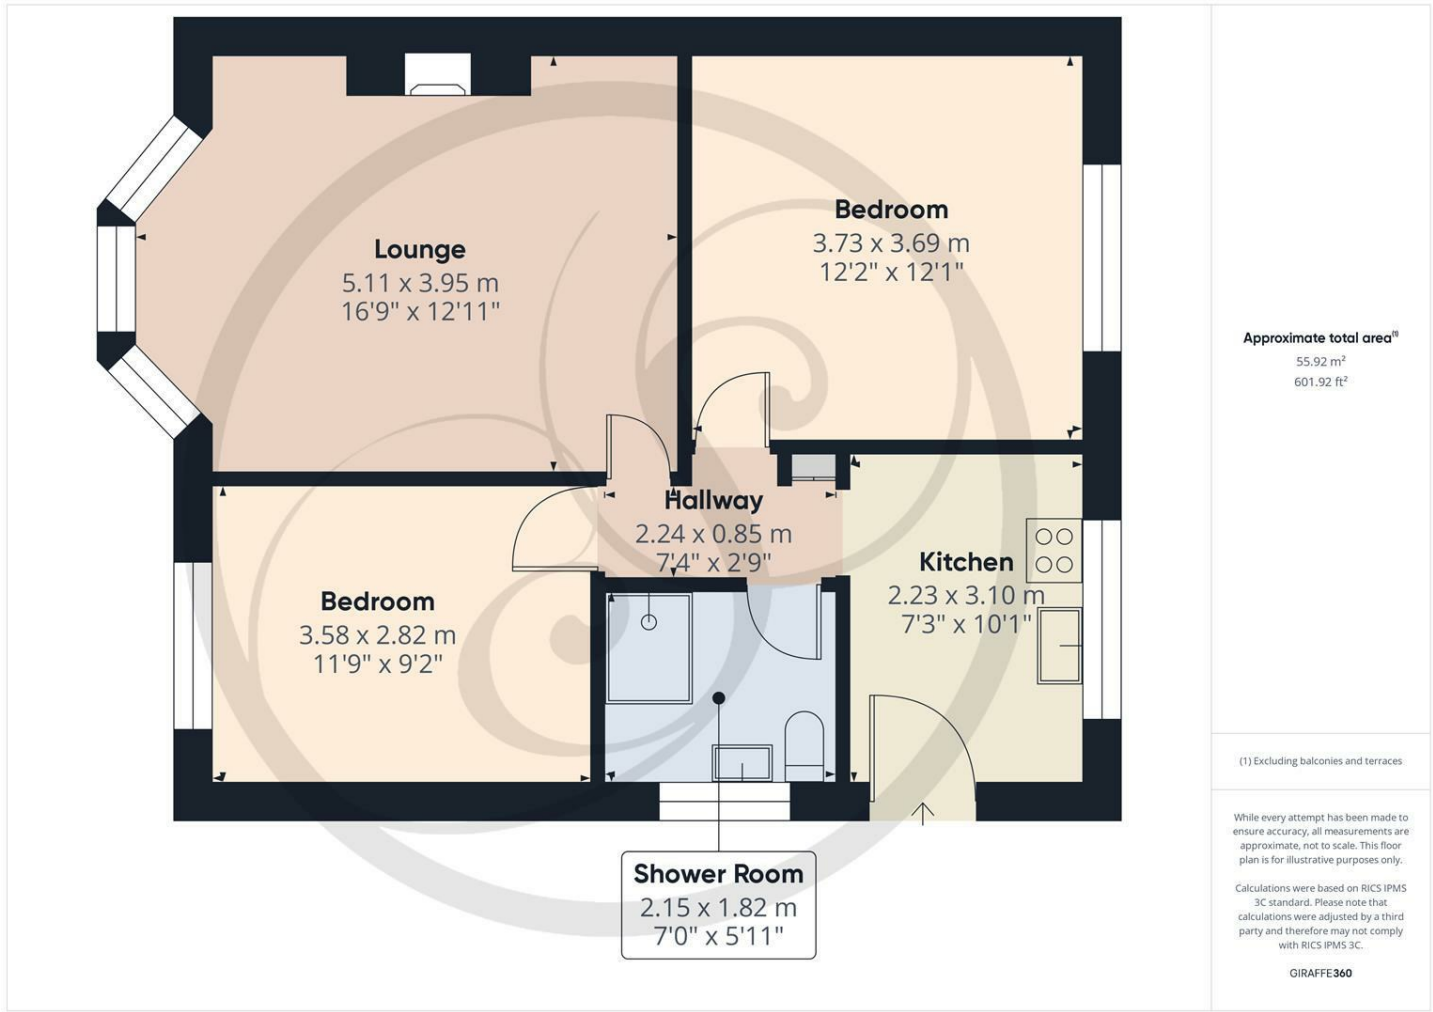 Lounge
5.11 x 3.95 m
16'9" x 12'11"
Bedroom
3.73 x 3.69 m
12'2" x 12'1"
Hallway
2.24 x 0.85 m
7'4" x 2'9"
Kitchen
2.23 x 3.10 m
7'3" x 10'1"
Bedroom
3.58 x 2.82 m
11'9" x 9'2"
Shower Room
2.15 x 1.82 m
7'0" x 5'11"
Approximate total area(1)
55.92 m²
601.92 ft²
(1) Excluding balconies and terraces
While every attempt has been made to
ensure accuracy, all measurements are
approximate, not to scale. This floor
plan is for illustrative purposes only.
Calculations were based on RICS IPMS
3C standard. Please note that
calculations were adjusted by a third
party and therefore may not comply
with RICS IPMS 3C.
GIRAFFE360